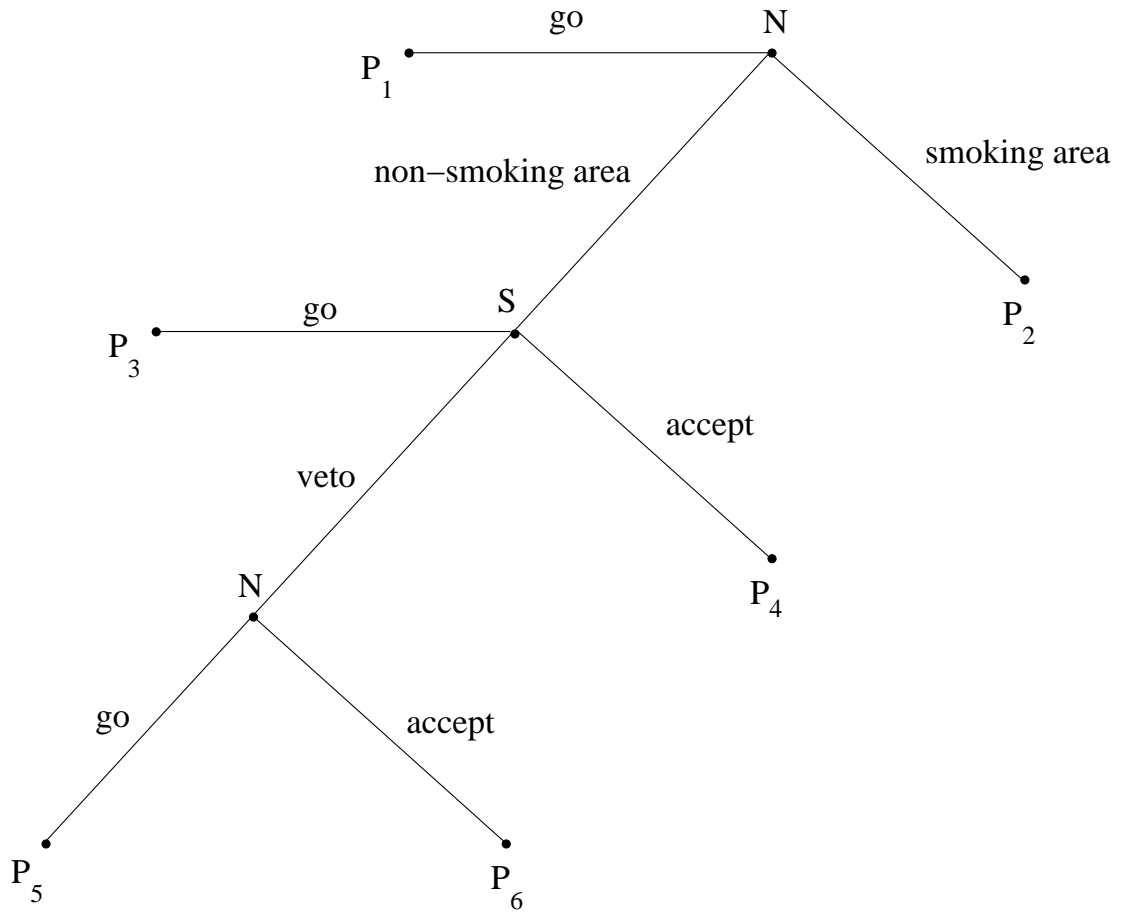 go
N
P1
smoking area
non−smoking area
S
go
P2
P3
accept
veto
N
P4
go
accept
P5
P6